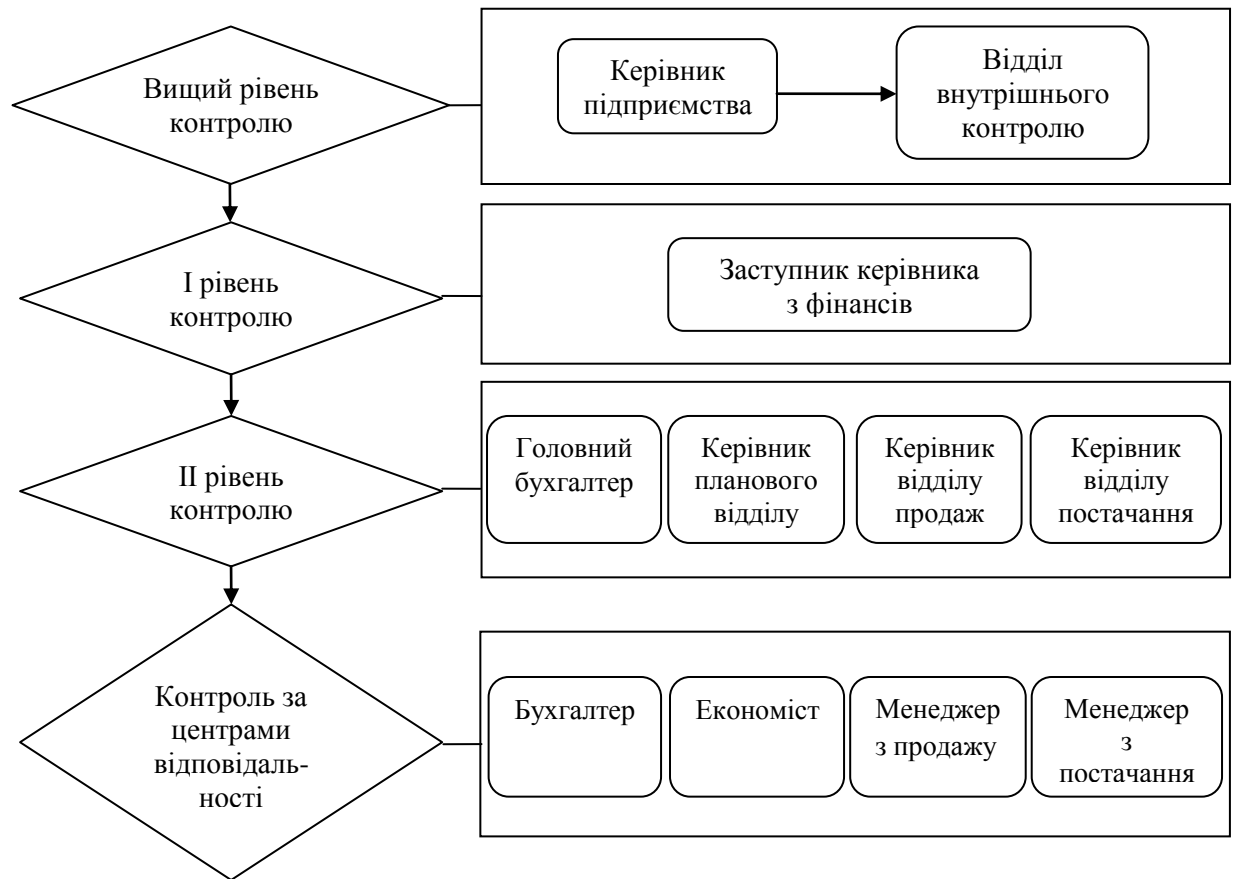 Вищий рівень
контролю
Керівник
підприємства
Відділ
внутрішнього
контролю
І рівень
контролю
Заступник керівника
з фінансів
ІІ рівень
контролю
Головний
бухгалтер
Керівник
планового
відділу
Керівник
відділу
продаж
Керівник
відділу
постачання
Контроль за
центрами
відповідаль-
ності
Бухгалтер
Економіст
Менеджер
з продажу
Менеджер
з
постачання